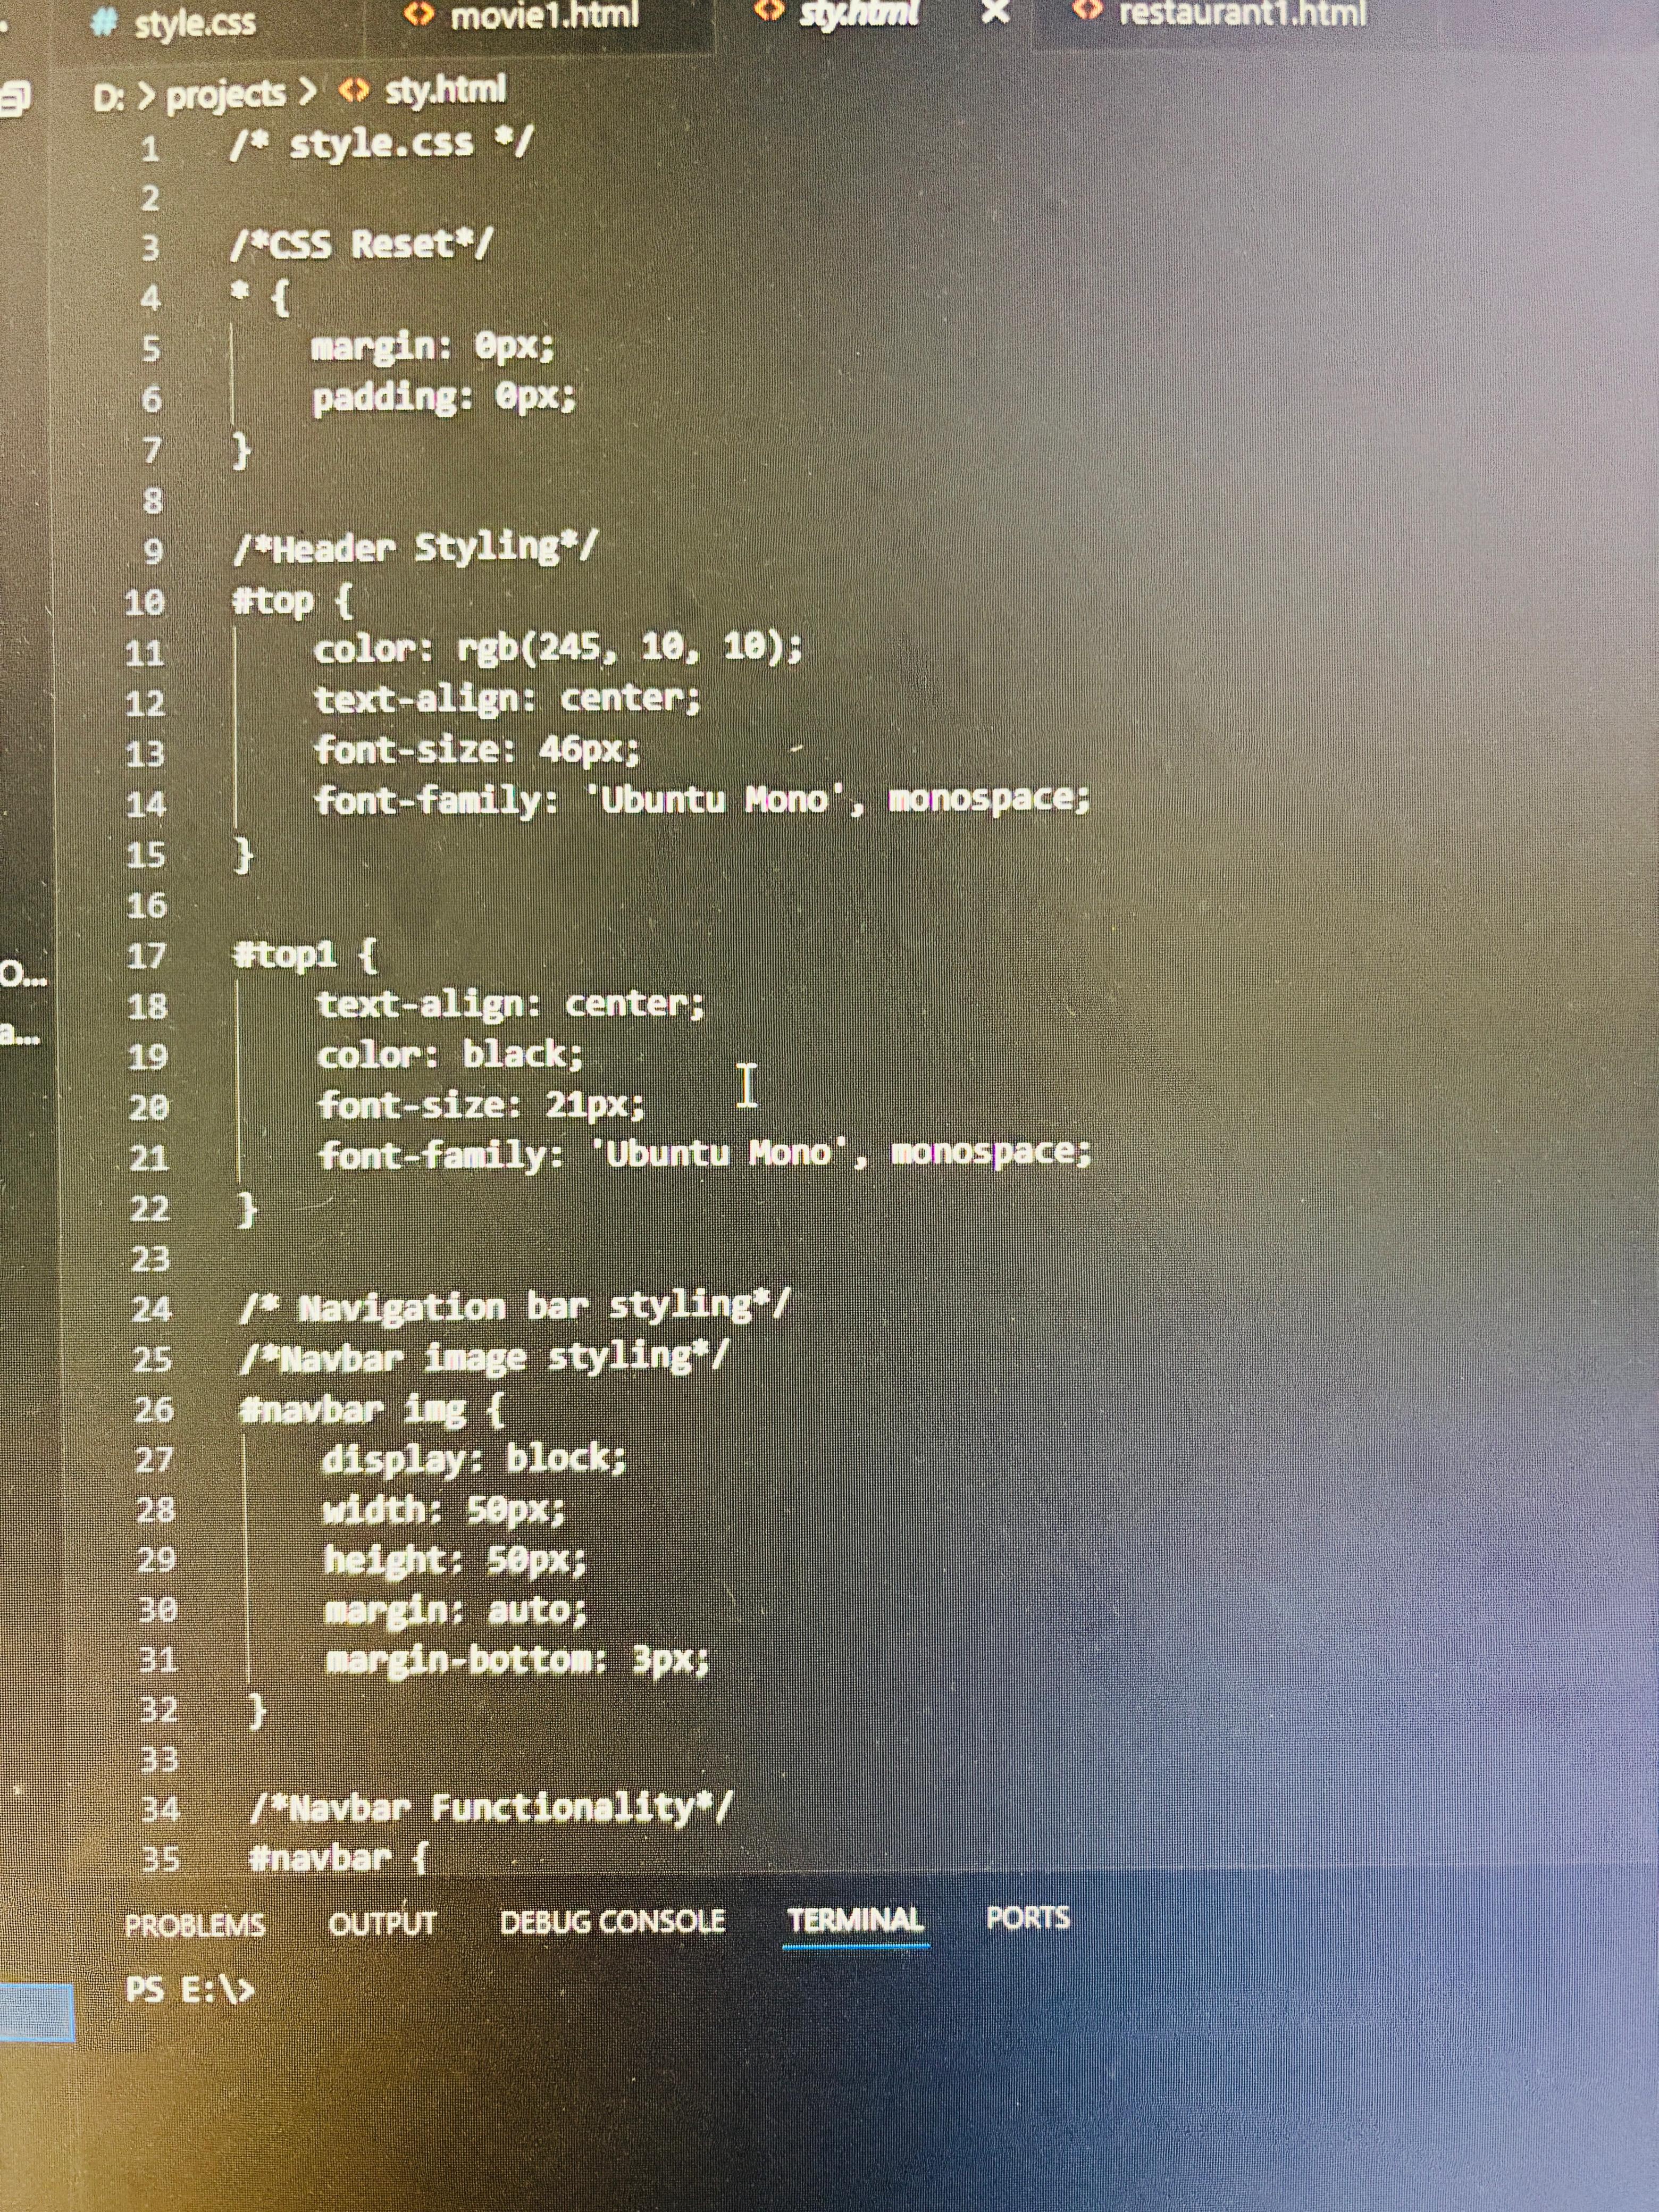 # style.css <> movie1.html <> sty.html × <> restaurant1.html
D: > projects > <> sty.html
1 /* style.css */
2
3 /*CSS Reset*/
4 * {
5 margin: 0px;
6 padding: 0px;
7 }
8
9 /*Header Styling*/
10 #top {
11 color: rgb(245, 10, 10);
12 text-align: center;
13 font-size: 46px;
14 font-family: 'Ubuntu Mono', monospace;
15 }
16
17 #top1 {
O...
18 text-align: center;
a...
19 color: black;
20 font-size: 21px;
21 font-family: 'Ubuntu Mono', monospace;
22 }
23
24 /* Navigation bar styling*/
25 /*Navbar image styling*/
26 #navbar img {
27 display: block;
28 width: 50px;
29 height: 50px;
30 margin: auto;
31 margin-bottom: 3px;
32 }
33
34 /*Navbar Functionality*/
35 #navbar {
PROBLEMS OUTPUT DEBUG CONSOLE TERMINAL PORTS
PS E:\>